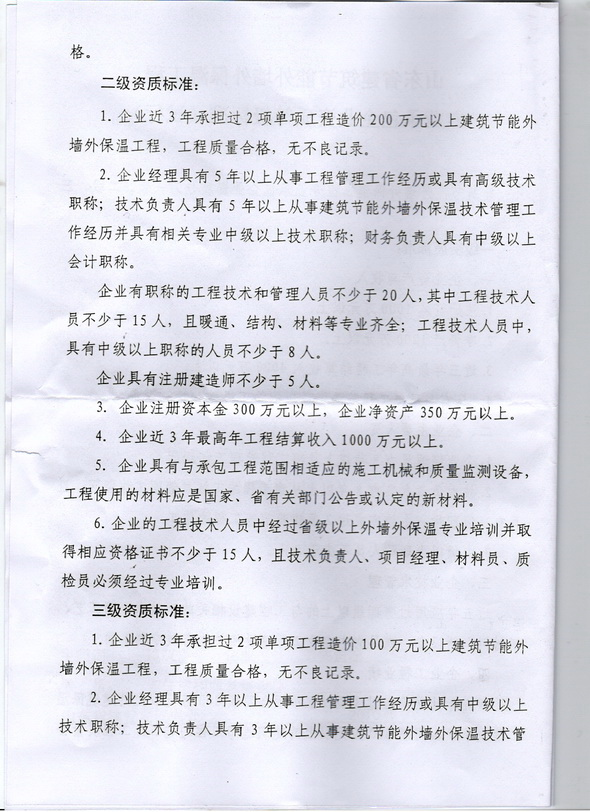 格。
二级资质标准：
1. 企业近3年承担过2项单项工程造价200万元以上建筑节能外
墙外保温工程，工程质量合格，无不良记录。
2. 企业经理具有5年以上从事工程管理工作经历或具有高级技术
职称；技术负责人具有5年以上从事建筑节能外墙外保温技术管理工
作经历并具有相关专业中级以上技术职称；财务负责人具有中级以上
会计职称。
企业有职称的工程技术和管理人员不少于20人，其中工程技术人
员不少于15人，且暖通、结构、材料等专业齐全；工程技术人员中，
具有中级以上职称的人员不少于8人。
企业具有注册建造师不少于5人。
3. 企业注册资本金300万元以上，企业净资产350万元以上。
4. 企业近3年最高年工程结算收入1000万元以上。
5. 企业具有与承包工程范围相适应的施工机械和质量监测设备，
工程使用的材料应是国家、省有关部门公告或认定的新材料。
6. 企业的工程技术人员中经过省级以上外墙外保温专业培训并取
得相应资格证书不少于15人，且技术负责人、项目经理、材料员、质
检员必须经过专业培训。
三级资质标准：
1. 企业近3年承担过2项单项工程造价100万元以上建筑节能外
墙外保温工程，工程质量合格，无不良记录。
2. 企业经理具有3年以上从事工程管理工作经历或具有中级以上
技术职称；技术负责人具有3年以上从事建筑节能外墙外保温技术管